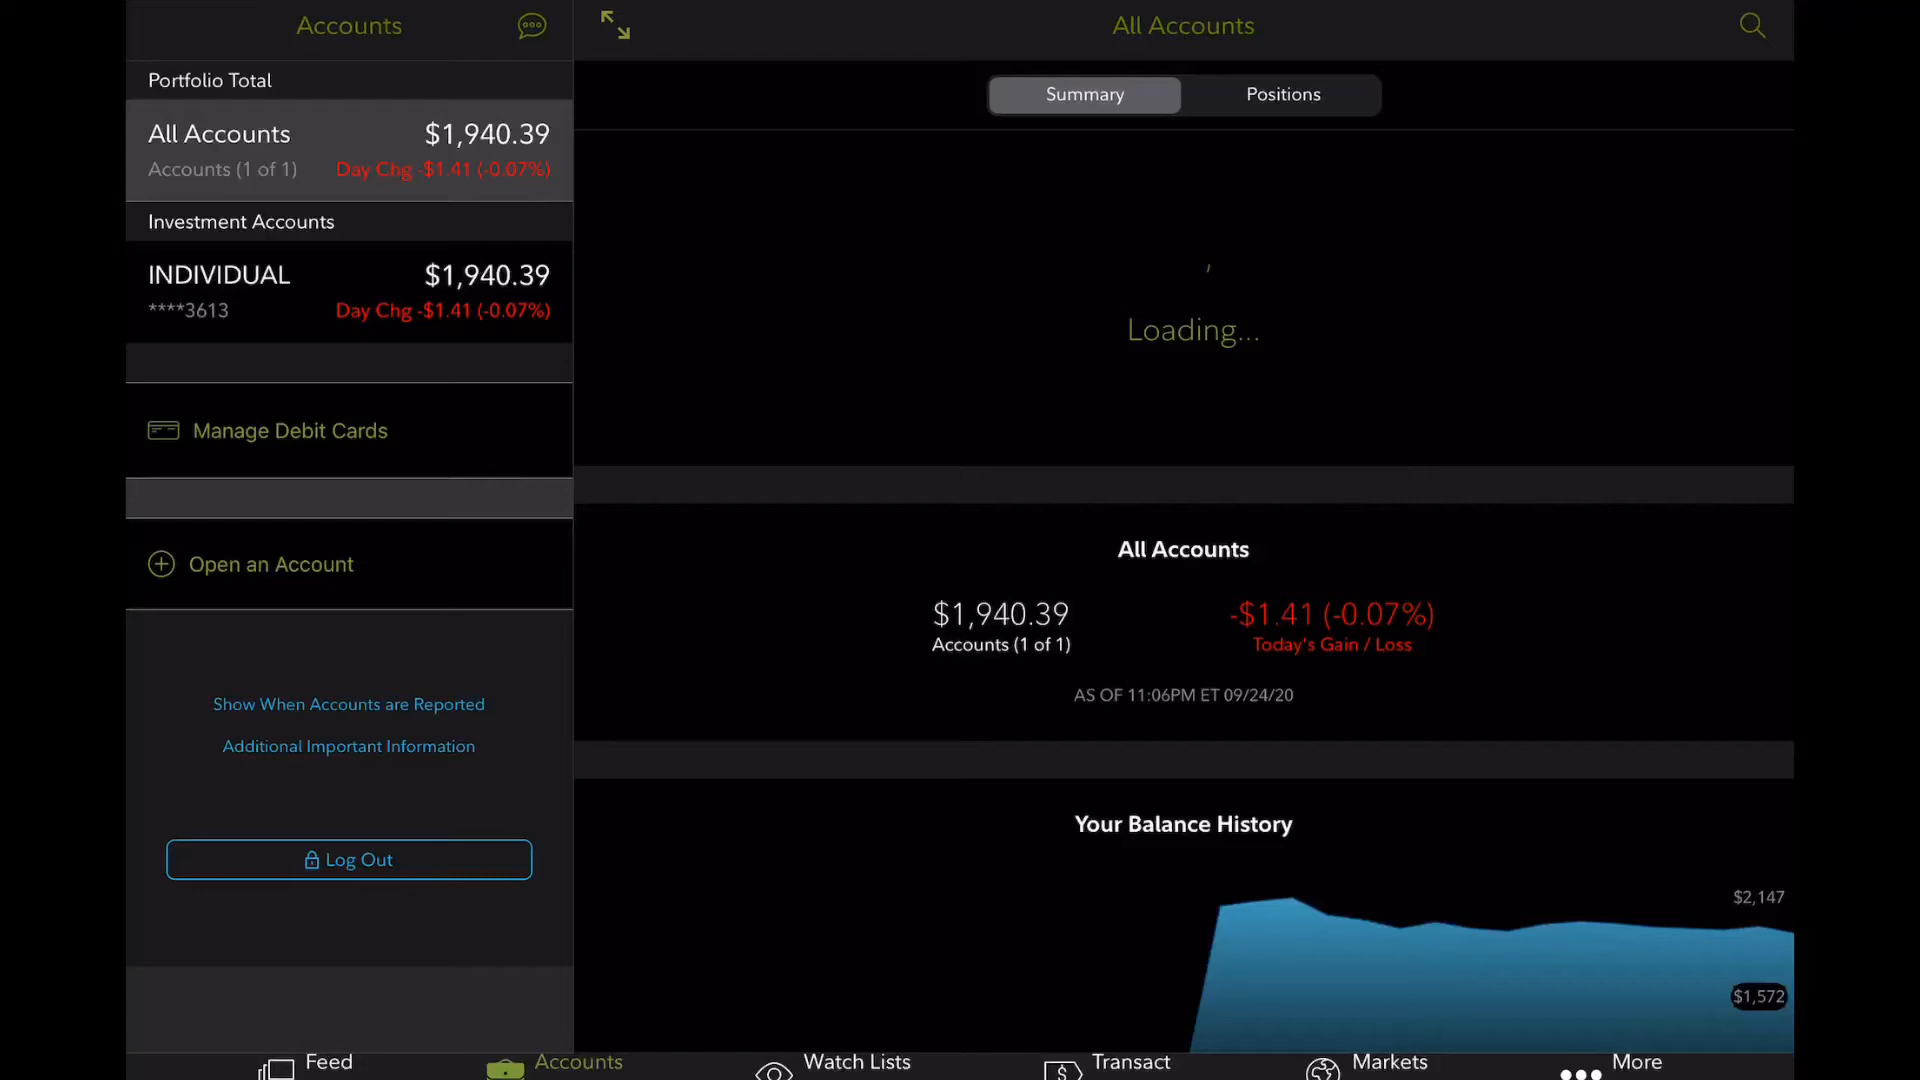 Accounts
All Accounts
Portfolio Total
All Accounts $1,940.39
Accounts (1 of 1) Day Chg -$1.41 (-0.07%)
Investment Accounts
INDIVIDUAL $1,940.39
****3613 Day Chg -$1.41 (-0.07%)
Manage Debit Cards
Open an Account
Show When Accounts are Reported
Additional Important Information
Log Out
Summary Positions
Loading...
All Accounts
$1,940.39 -$1.41 (-0.07%)
Accounts (1 of 1) Today's Gain / Loss
AS OF 11:06PM ET 09/24/20
Your Balance History
$2,147
$1,572
Feed Accounts Watch Lists Transact Markets More